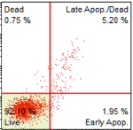 Dead Late Apop./Dead
0.75 % 5.20 %
92.10 % 1.95 %
Live Early Apop.